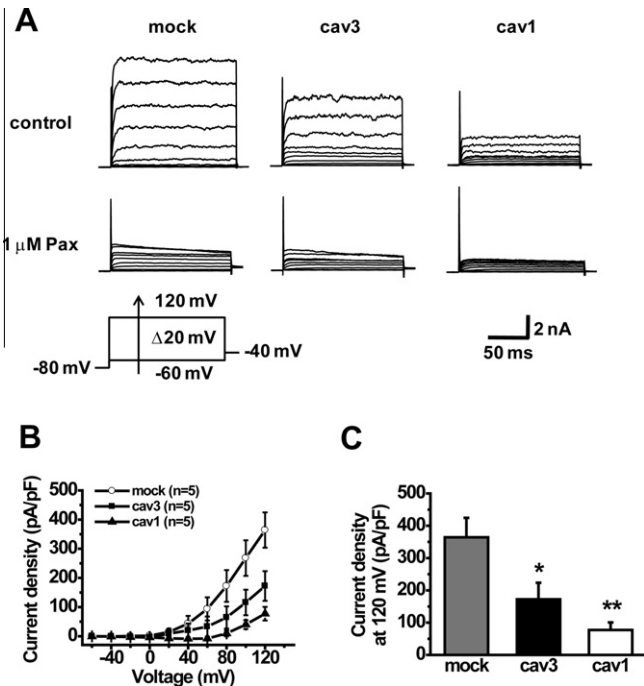 A
mock cav3 cav1
control
1 μM Pax
120 mV
Δ20 mV
-80 mV -40 mV
-60 mV
2 nA
50 ms
B
Current density (pA/pF)
500
400
300
200
100
0
mock (n=5)
cav3 (n=5)
cav1 (n=5)
-40 0 40 80 120
Voltage (mV)
C
Current density
at 120 mV (pA/pF)
500
400
300
200
100
0
*
**
mock cav3 cav1